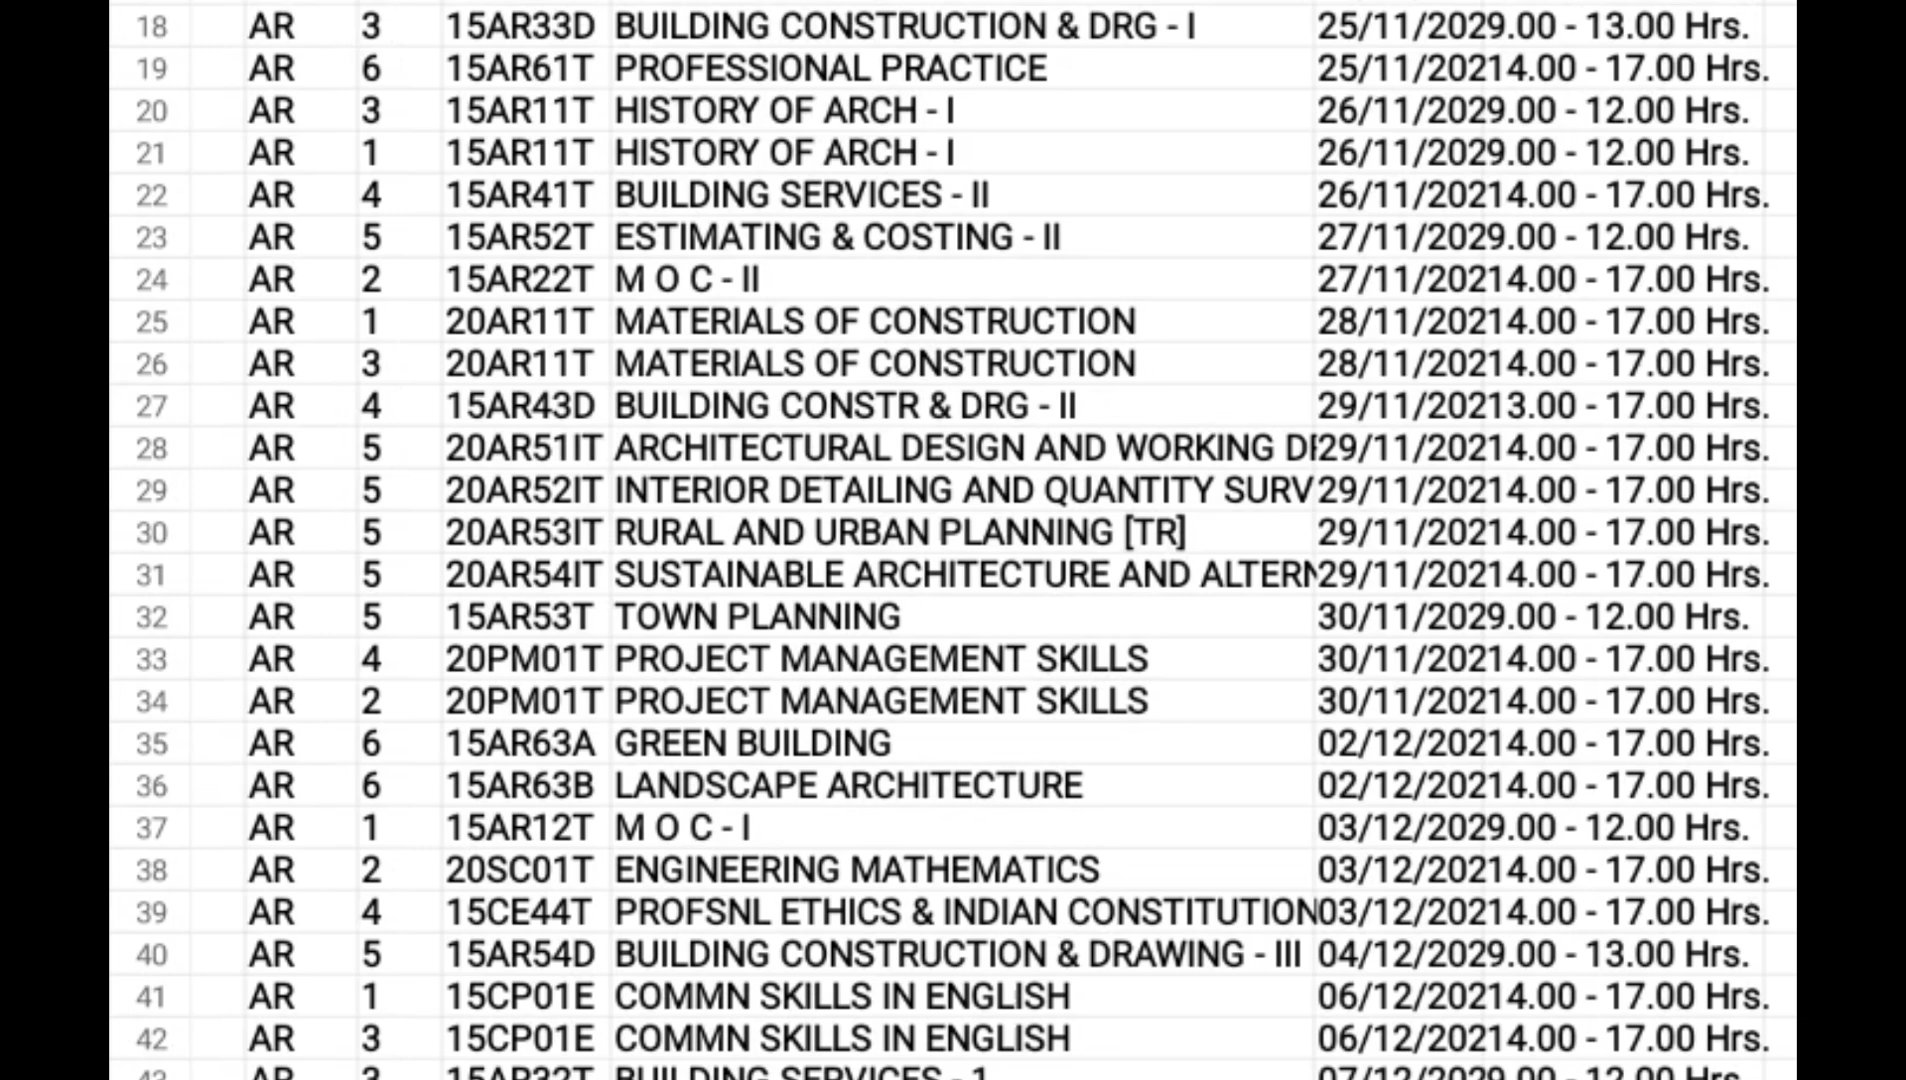 18 AR 3 15AR33D BUILDING CONSTRUCTION & DRG - I 25/11/2029.00 - 13.00 Hrs.
19 AR 6 15AR61T PROFESSIONAL PRACTICE 25/11/20214.00 - 17.00 Hrs.
20 AR 3 15AR11T HISTORY OF ARCH - I 26/11/2029.00 - 12.00 Hrs.
21 AR 1 15AR11T HISTORY OF ARCH - I 26/11/2029.00 - 12.00 Hrs.
22 AR 4 15AR41T BUILDING SERVICES - II 26/11/20214.00 - 17.00 Hrs.
23 AR 5 15AR52T ESTIMATING & COSTING - II 27/11/2029.00 - 12.00 Hrs.
24 AR 2 15AR22T M O C - II 27/11/20214.00 - 17.00 Hrs.
25 AR 1 20AR11T MATERIALS OF CONSTRUCTION 28/11/20214.00 - 17.00 Hrs.
26 AR 3 20AR11T MATERIALS OF CONSTRUCTION 28/11/20214.00 - 17.00 Hrs.
27 AR 4 15AR43D BUILDING CONSTR & DRG - II 29/11/20213.00 - 17.00 Hrs.
28 AR 5 20AR51IT ARCHITECTURAL DESIGN AND WORKING 29/11/20214.00 - 17.00 Hrs.
29 AR 5 20AR52IT INTERIOR DETAILING AND QUANTITY SURV 29/11/20214.00 - 17.00 Hrs.
30 AR 5 20AR53IT RURAL AND URBAN PLANNING [TR] 29/11/20214.00 - 17.00 Hrs.
31 AR 5 20AR54IT SUSTAINABLE ARCHITECTURE AND ALTERN 29/11/20214.00 - 17.00 Hrs.
32 AR 5 15AR53T TOWN PLANNING 30/11/2029.00 - 12.00 Hrs.
33 AR 4 20PM01T PROJECT MANAGEMENT SKILLS 30/11/20214.00 - 17.00 Hrs.
34 AR 2 20PM01T PROJECT MANAGEMENT SKILLS 30/11/20214.00 - 17.00 Hrs.
35 AR 6 15AR63A GREEN BUILDING 02/12/20214.00 - 17.00 Hrs.
36 AR 6 15AR63B LANDSCAPE ARCHITECTURE 02/12/20214.00 - 17.00 Hrs.
37 AR 1 15AR12T M O C - I 03/12/2029.00 - 12.00 Hrs.
38 AR 2 20SC01T ENGINEERING MATHEMATICS 03/12/20214.00 - 17.00 Hrs.
39 AR 4 15CE44T PROFSNL ETHICS & INDIAN CONSTITUTION 03/12/20214.00 - 17.00 Hrs.
40 AR 5 15AR54D BUILDING CONSTRUCTION & DRAWING - III 04/12/2029.00 - 13.00 Hrs.
41 AR 1 15CP01E COMMN SKILLS IN ENGLISH 06/12/20214.00 - 17.00 Hrs.
42 AR 3 15CP01E COMMN SKILLS IN ENGLISH 06/12/20214.00 - 17.00 Hrs.
43 AR 3 15AR32T BUILDING SERVICES - 1 07/12/2029.00 - 12.00 Hrs.